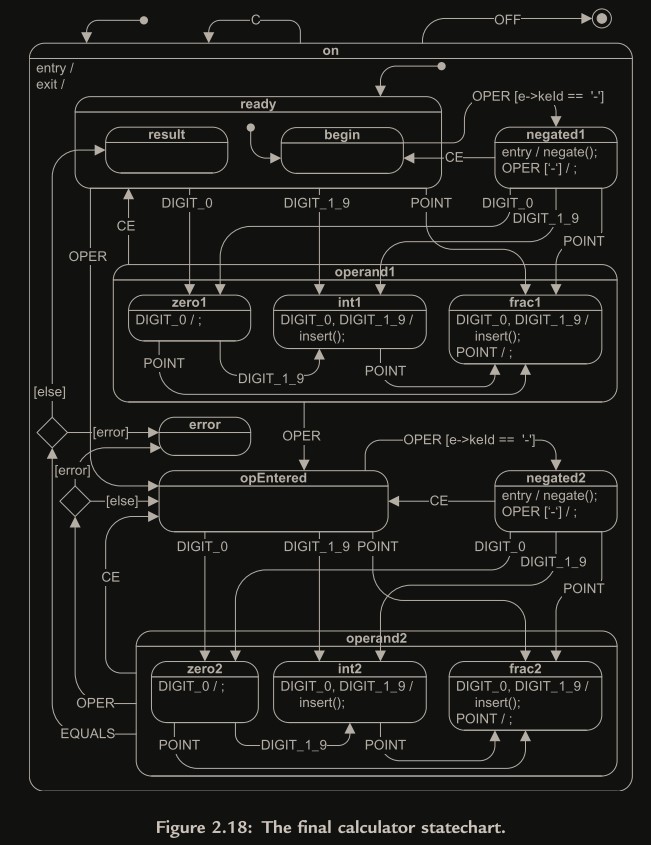 C
OFF
on
entry /
exit /
ready
OPER [e->keId == '-']
result
begin
negated1
entry / negate();
OPER ['-'] / ;
CE
DIGIT_0
DIGIT_1_9
POINT
DIGIT_0
DIGIT_1_9
CE
POINT
OPER
operand1
zero1
int1
frac1
DIGIT_0 / ;
DIGIT_0, DIGIT_1_9 /
insert();
DIGIT_0, DIGIT_1_9 /
insert();
POINT / ;
POINT
DIGIT_1_9
POINT
[else]
error
[error]
OPER
OPER [e->keId == '-']
[error]
opEntered
negated2
entry / negate();
OPER ['-'] / ;
[else]
CE
DIGIT_0
DIGIT_1_9
POINT
DIGIT_0
DIGIT_1_9
CE
POINT
operand2
zero2
int2
frac2
DIGIT_0 / ;
DIGIT_0, DIGIT_1_9 /
insert();
DIGIT_0, DIGIT_1_9 /
insert();
POINT / ;
OPER
EQUALS
POINT
DIGIT_1_9
POINT
Figure 2.18: The final calculator statechart.